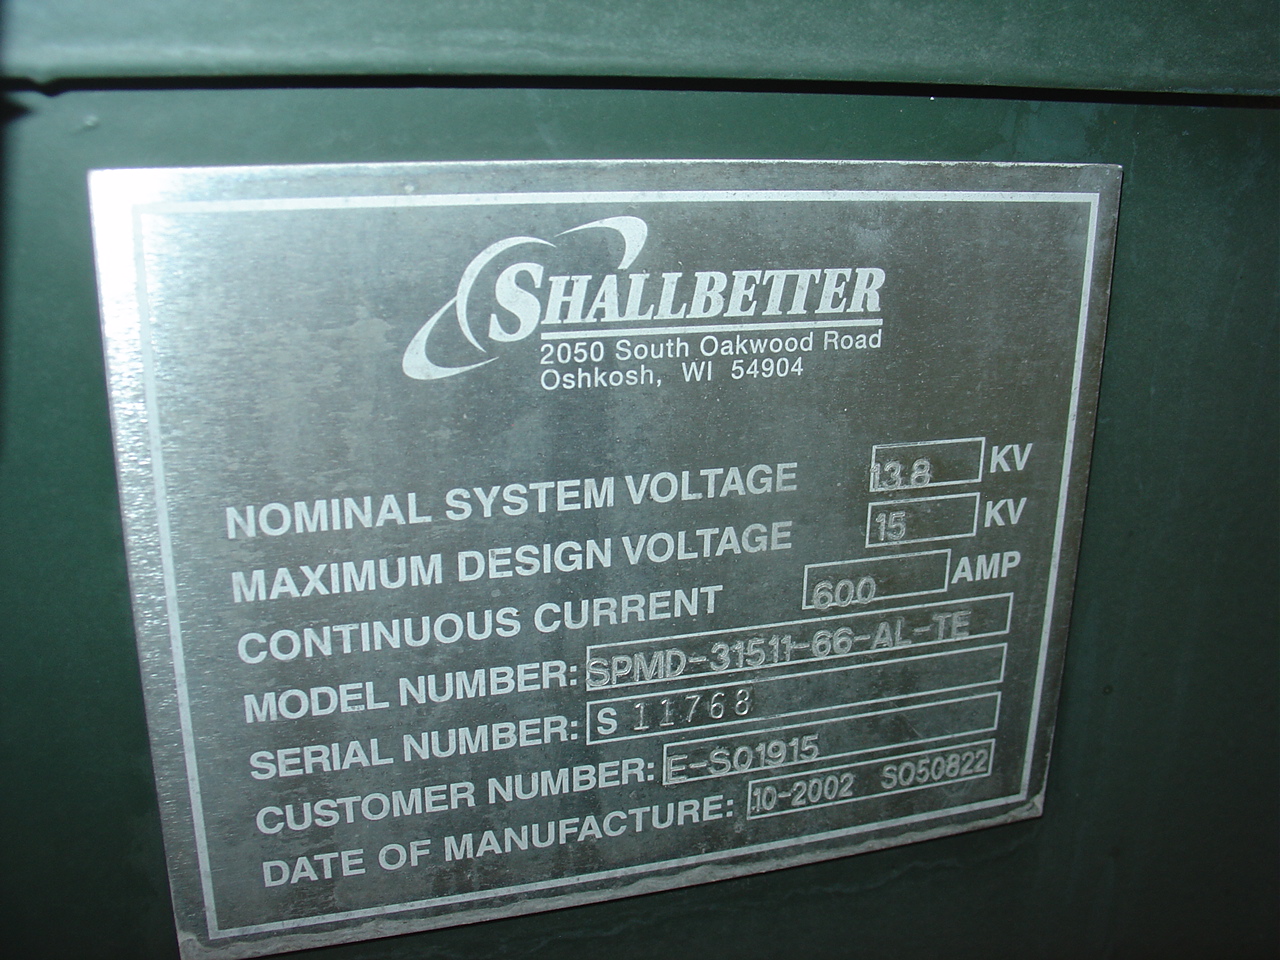 SHALLBETTER
2050 South Oakwood Road
Oshkosh, WI 54904
NOMINAL SYSTEM VOLTAGE 13.8 KV
MAXIMUM DESIGN VOLTAGE 15 KV
CONTINUOUS CURRENT 600 AMP
MODEL NUMBER: SPMD-31511-66-AL-TE
SERIAL NUMBER: S 11768
CUSTOMER NUMBER: E-SO1915
DATE OF MANUFACTURE: 10-2002 SO50822